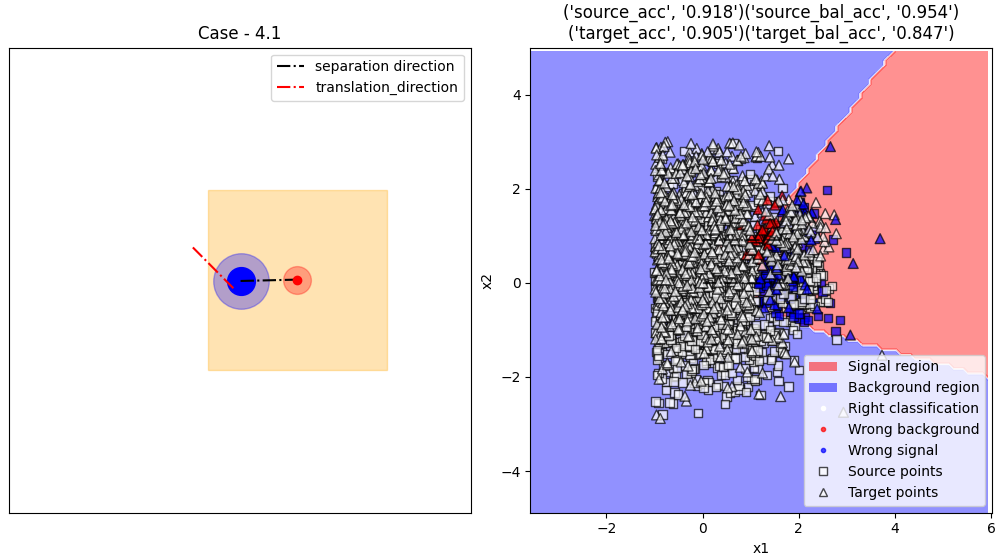 Case - 4.1
separation direction
translation_direction
('source_acc', '0.918')('source_bal_acc', '0.954')
('target_acc', '0.905')('target_bal_acc', '0.847')
4
2
0
−2
−4
x2
Signal region
Background region
Right classification
Wrong background
Wrong signal
Source points
Target points
−2
0
2
4
6
x1